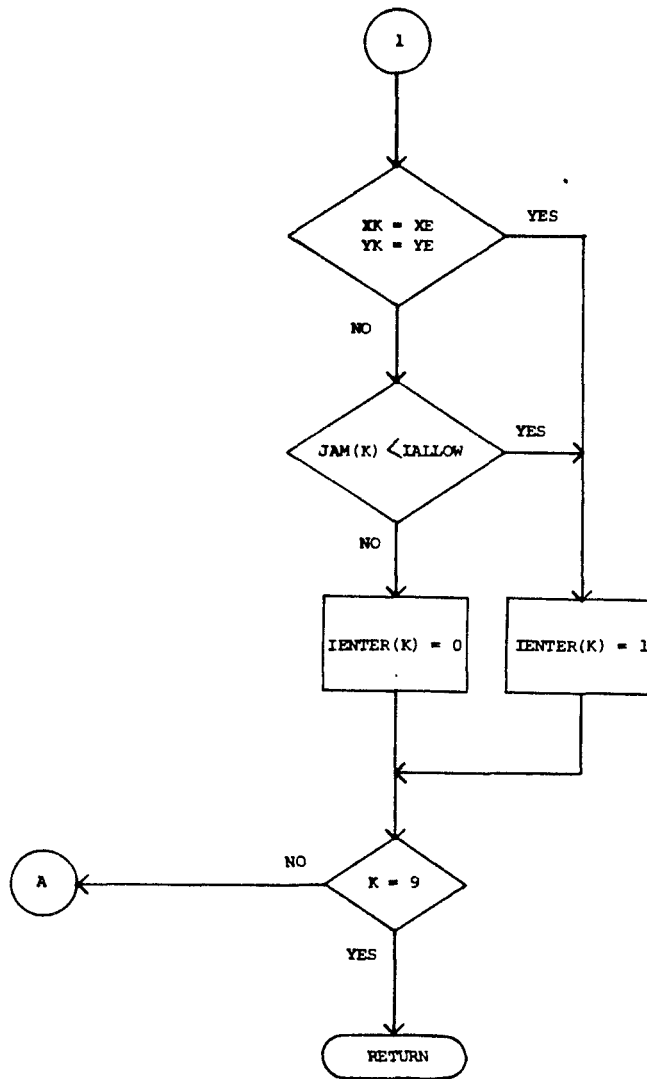 1
XK = XE
YK = YE
YES
NO
JAM(K) <IALLOW
YES
NO
IENTER(K) = 0
IENTER(K) = 1
A
NO
K = 9
YES
RETURN